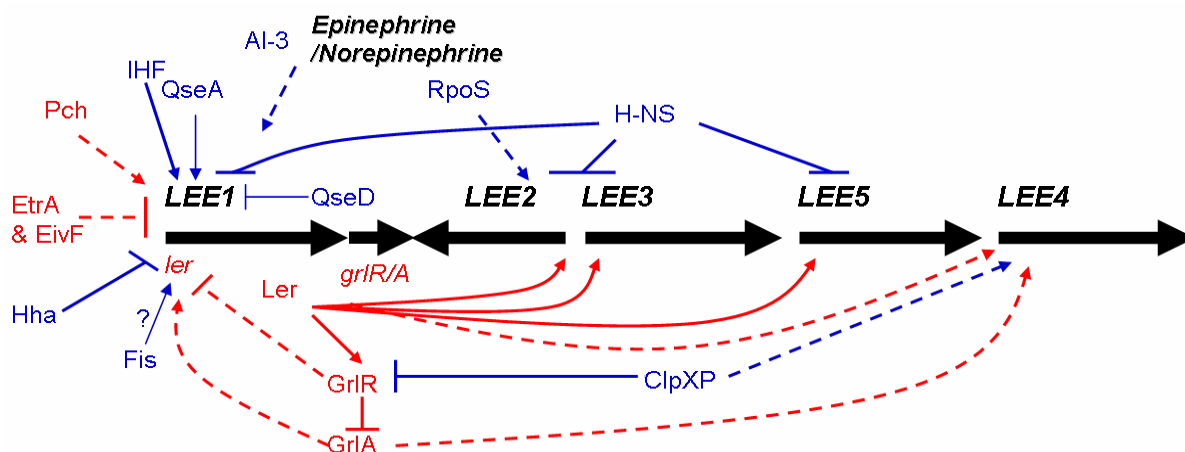 Epinephrine
/Norepinephrine
AI-3
IHF
QseA
RpoS
Pch
H-NS
LEE1
QseD
LEE2
LEE3
LEE5
LEE4
EtrA
& EivF
ler
grlR/A
Ler
Hha
?
Fis
GrlR
ClpXP
GrlA